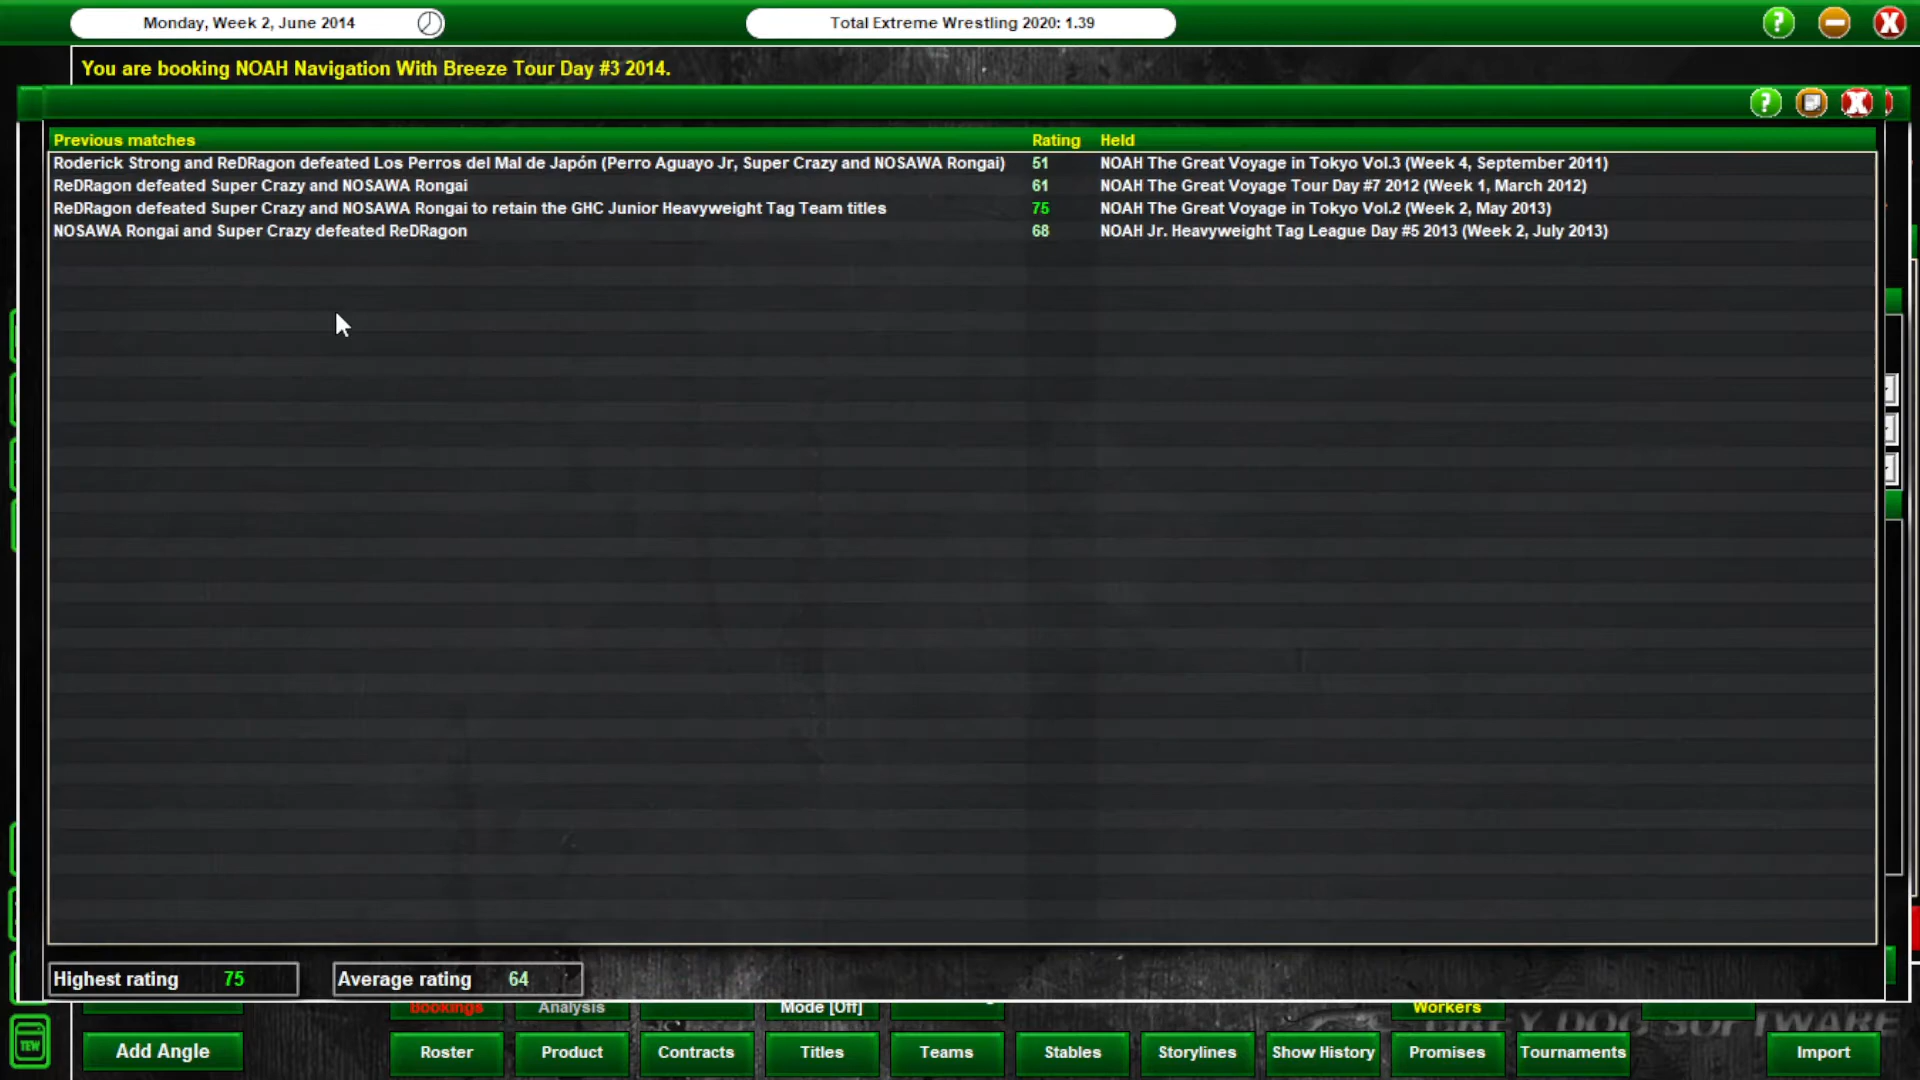 Monday, Week 2, June 2014
Total Extreme Wrestling 2020: 1.39
You are booking NOAH Navigation With Breeze Tour Day #3 2014.
Previous matches Rating Held
Roderick Strong and ReDRagon defeated Los Perros del Mal de Japón (Perro Aguayo Jr, Super Crazy and NOSAWA Rongai) 51 NOAH The Great Voyage in Tokyo Vol.3 (Week 4, September 2011)
ReDRagon defeated Super Crazy and NOSAWA Rongai 61 NOAH The Great Voyage Tour Day #7 2012 (Week 1, March 2012)
ReDRagon defeated Super Crazy and NOSAWA Rongai to retain the GHC Junior Heavyweight Tag Team titles 75 NOAH The Great Voyage in Tokyo Vol.2 (Week 2, May 2013)
NOSAWA Rongai and Super Crazy defeated ReDRagon 68 NOAH Jr. Heavyweight Tag League Day #5 2013 (Week 2, July 2013)
Highest rating 75 Average rating 64
Bookings Analysis Mode [Off] Workers
GREY DOG SOFTWARE
TEW
Add Angle Roster Product Contracts Titles Teams Stables Storylines Show History Promises Tournaments Import